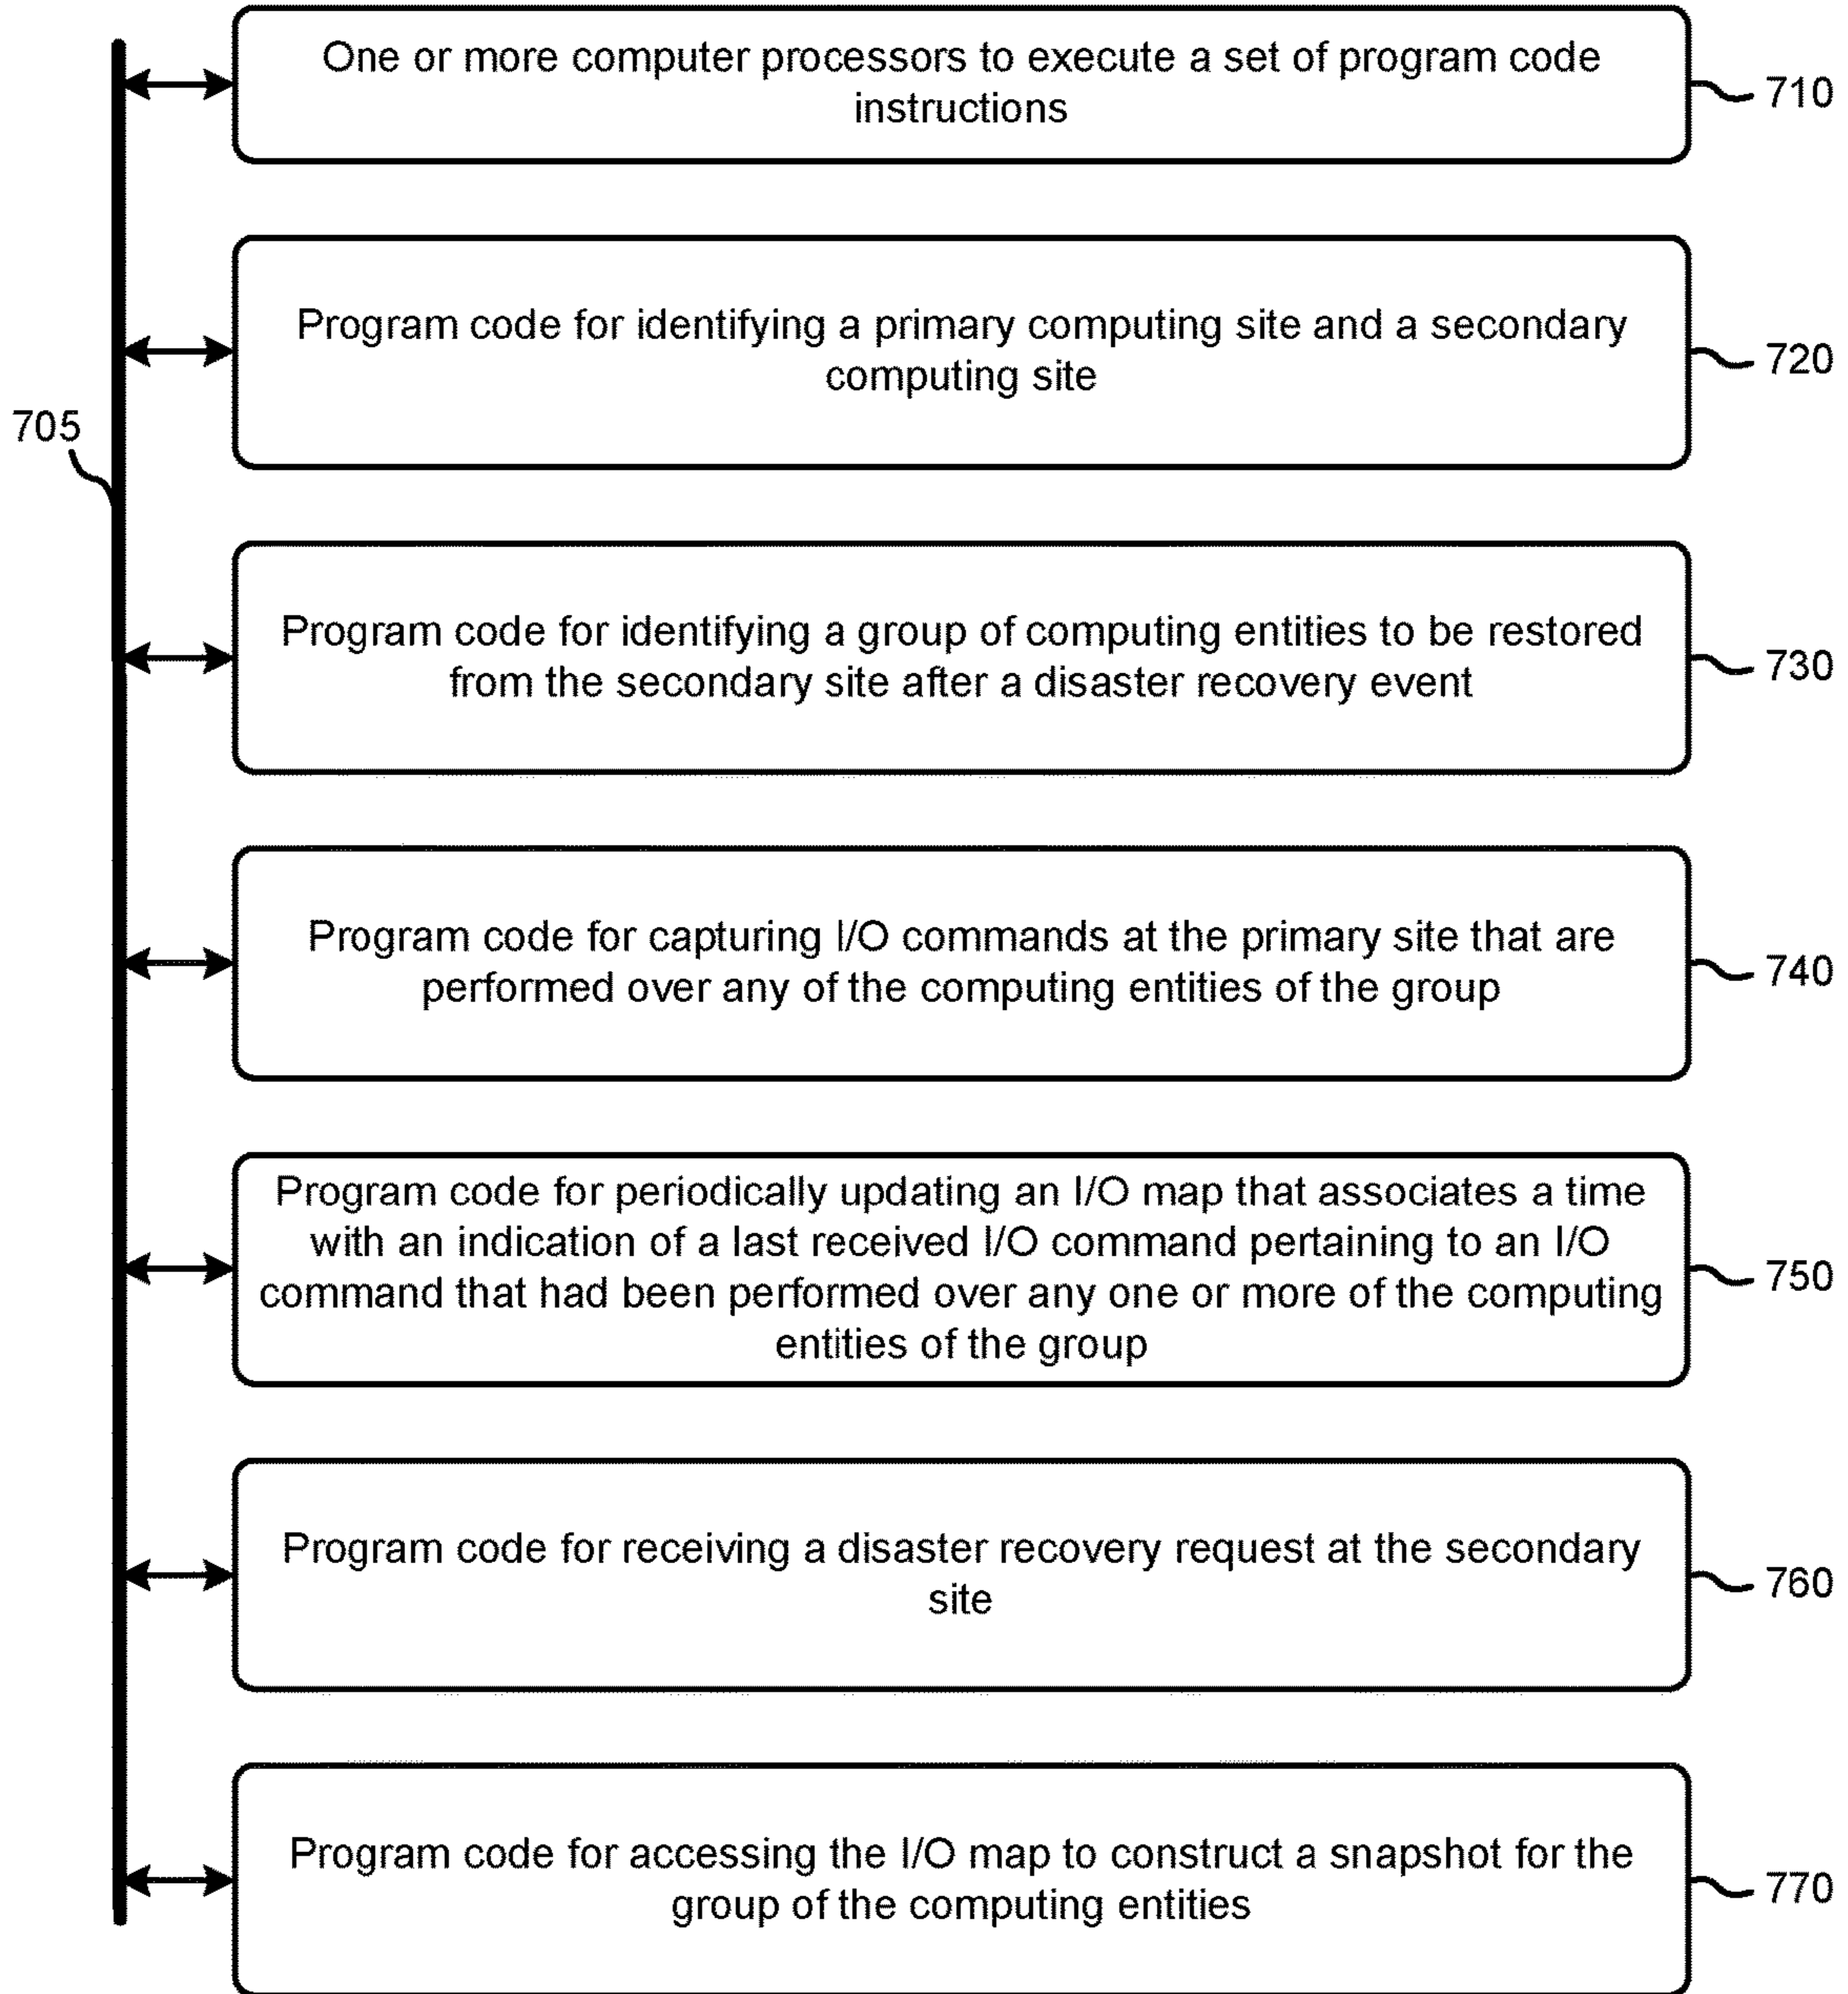 One or more computer processors to execute a set of program code
instructions
710
Program code for identifying a primary computing site and a secondary
computing site
720
705
Program code for identifying a group of computing entities to be restored
from the secondary site after a disaster recovery event
730
Program code for capturing I/O commands at the primary site that are
performed over any of the computing entities of the group
740
Program code for periodically updating an I/O map that associates a time
with an indication of a last received I/O command pertaining to an I/O
command that had been performed over any one or more of the computing
entities of the group
750
Program code for receiving a disaster recovery request at the secondary
site
760
Program code for accessing the I/O map to construct a snapshot for the
group of the computing entities
770